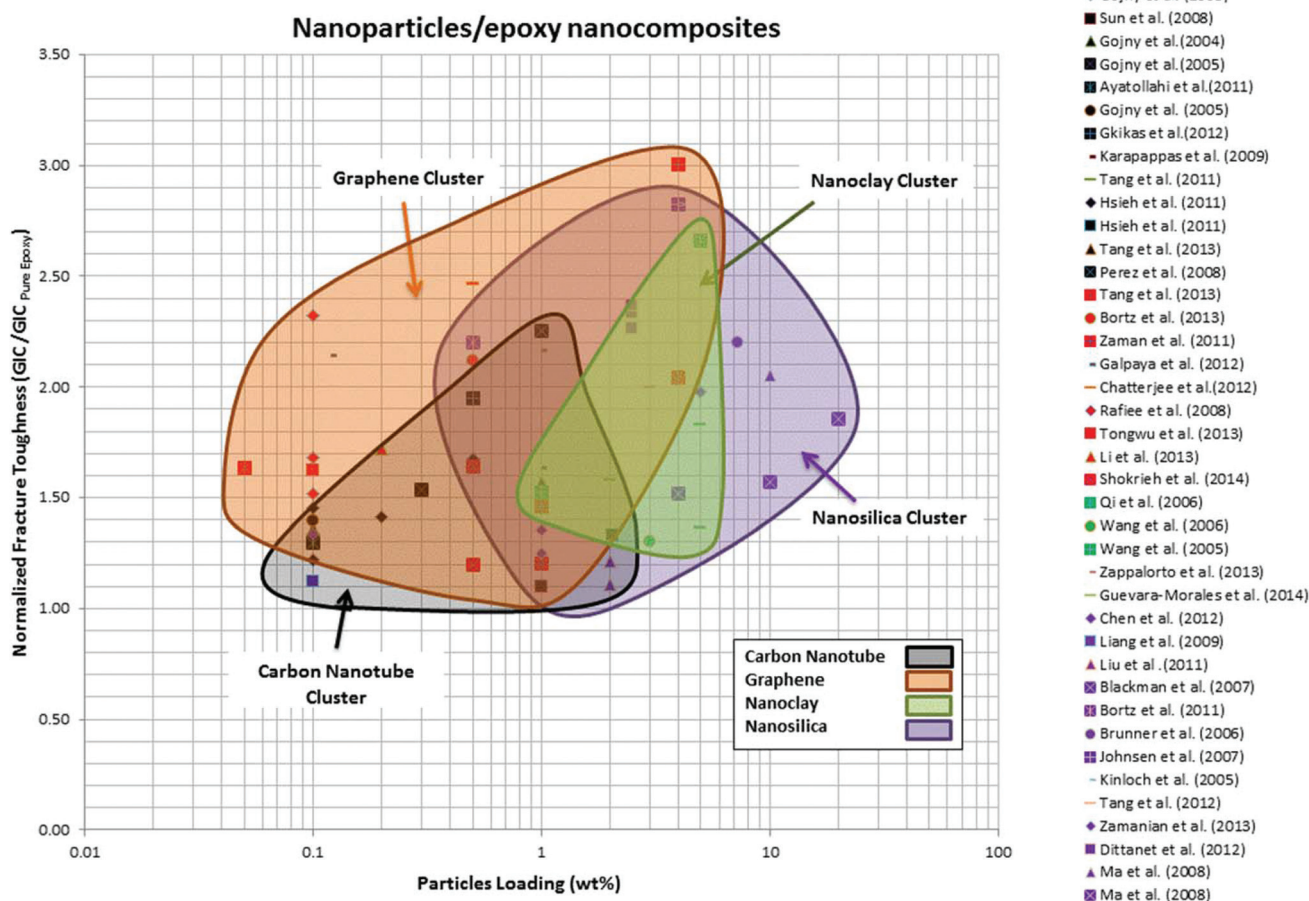 Nanoparticles/epoxy nanocomposites
3.50
3.00
2.50
2.00
1.50
1.00
0.50
0.00
0.01
0.1
1
10
100
Normalized Fracture Toughness (GIC /GIC Pure Epoxy)
Particles Loading (wt%)
Graphene Cluster
Nanoclay Cluster
Nanosilica Cluster
Carbon Nanotube
Cluster
Carbon Nanotube
Graphene
Nanoclay
Nanosilica
Sun et al. (2008)
Gojny et al.(2004)
Gojny et al.(2005)
Ayatollahi et al.(2011)
Gojny et al. (2005)
Gkikas et al.(2012)
Karapappas et al. (2009)
Tang et al. (2011)
Hsieh et al. (2011)
Hsieh et al. (2011)
Tang et al. (2013)
Perez et al. (2008)
Tang et al. (2013)
Bortz et al. (2013)
Zaman et al. (2011)
Galpaya et al. (2012)
Chatterjee et al.(2012)
Rafiee et al. (2008)
Tongwu et al. (2013)
Li et al. (2013)
Shokrieh et al. (2014)
Qi et al. (2006)
Wang et al. (2006)
Wang et al. (2005)
Zappalorto et al. (2013)
Guevara-Morales et al. (2014)
Chen et al. (2012)
Liang et al. (2009)
Liu et al .(2011)
Blackman et al. (2007)
Bortz et al. (2011)
Brunner et al. (2006)
Johnsen et al. (2007)
Kinloch et al. (2005)
Tang et al. (2012)
Zamanian et al. (2013)
Dittanet et al. (2012)
Ma et al. (2008)
Ma et al. (2008)